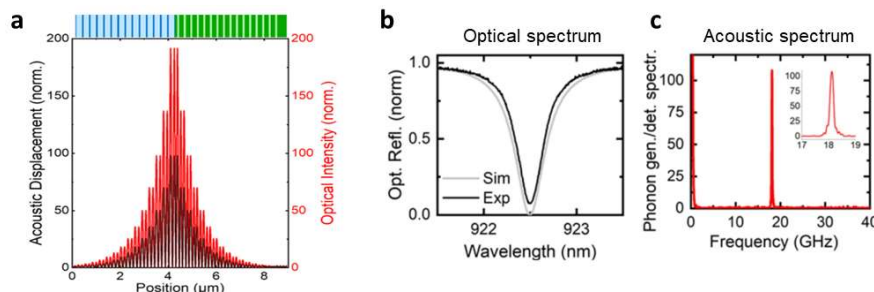 a
200
150
100
50
0
Acoustic Displacement (norm.)
200
150
100
50
0
Optical Intensity (norm.)
0 2 4 6 8
Position (µm)
b
Optical spectrum
1.0
0.5
0.0
Opt. Refl. (norm)
Sim
Exp
922 923
Wavelength (nm)
c
Acoustic spectrum
100
75
50
25
0
Phonon gen./det. spectr.
100
75
50
25
0
17 18 19
0 10 20 30 40
Frequency (GHz)